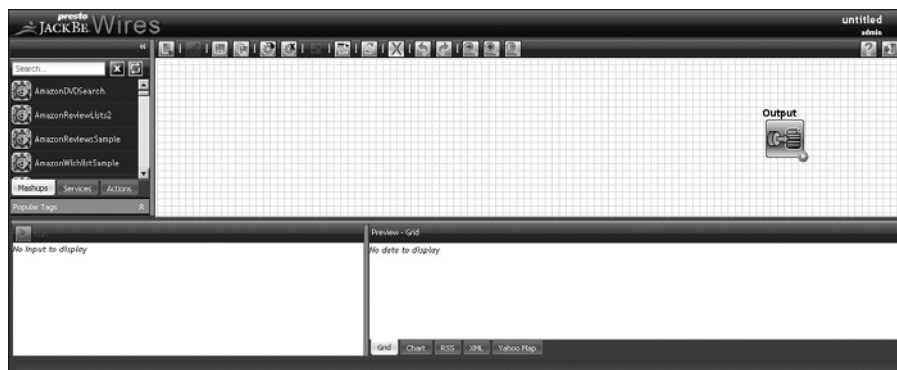 presto
JACKBE Wires
untitled
admin
«
Search...
AmazonDVDSearch
AmazonReviewLists2
AmazonReviewsSample
AmazonWishlistSample
Mashups Services Actions
Popular Tags
Output
Run
No input to display
Preview - Grid
No data to display
Grid Chart RSS XML Yahoo Map